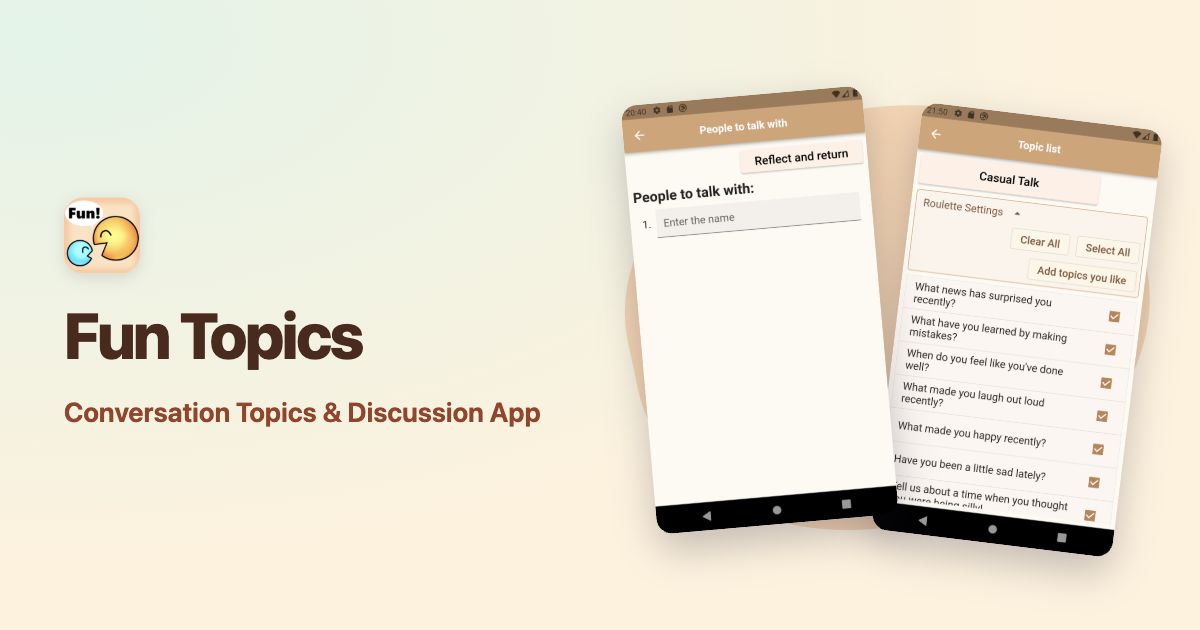 Fun!
Fun Topics
Conversation Topics & Discussion App
20:40
People to talk with
Reflect and return
People to talk with:
1. Enter the name
21:50
Topic list
Casual Talk
Roulette Settings
Clear All
Select All
Add topics you like
What news has surprised you
recently?
What have you learned by making
mistakes?
When do you feel like you've done
well?
What made you laugh out loud
recently?
What made you happy recently?
Have you been a little sad lately?
ell us about a time when you thought